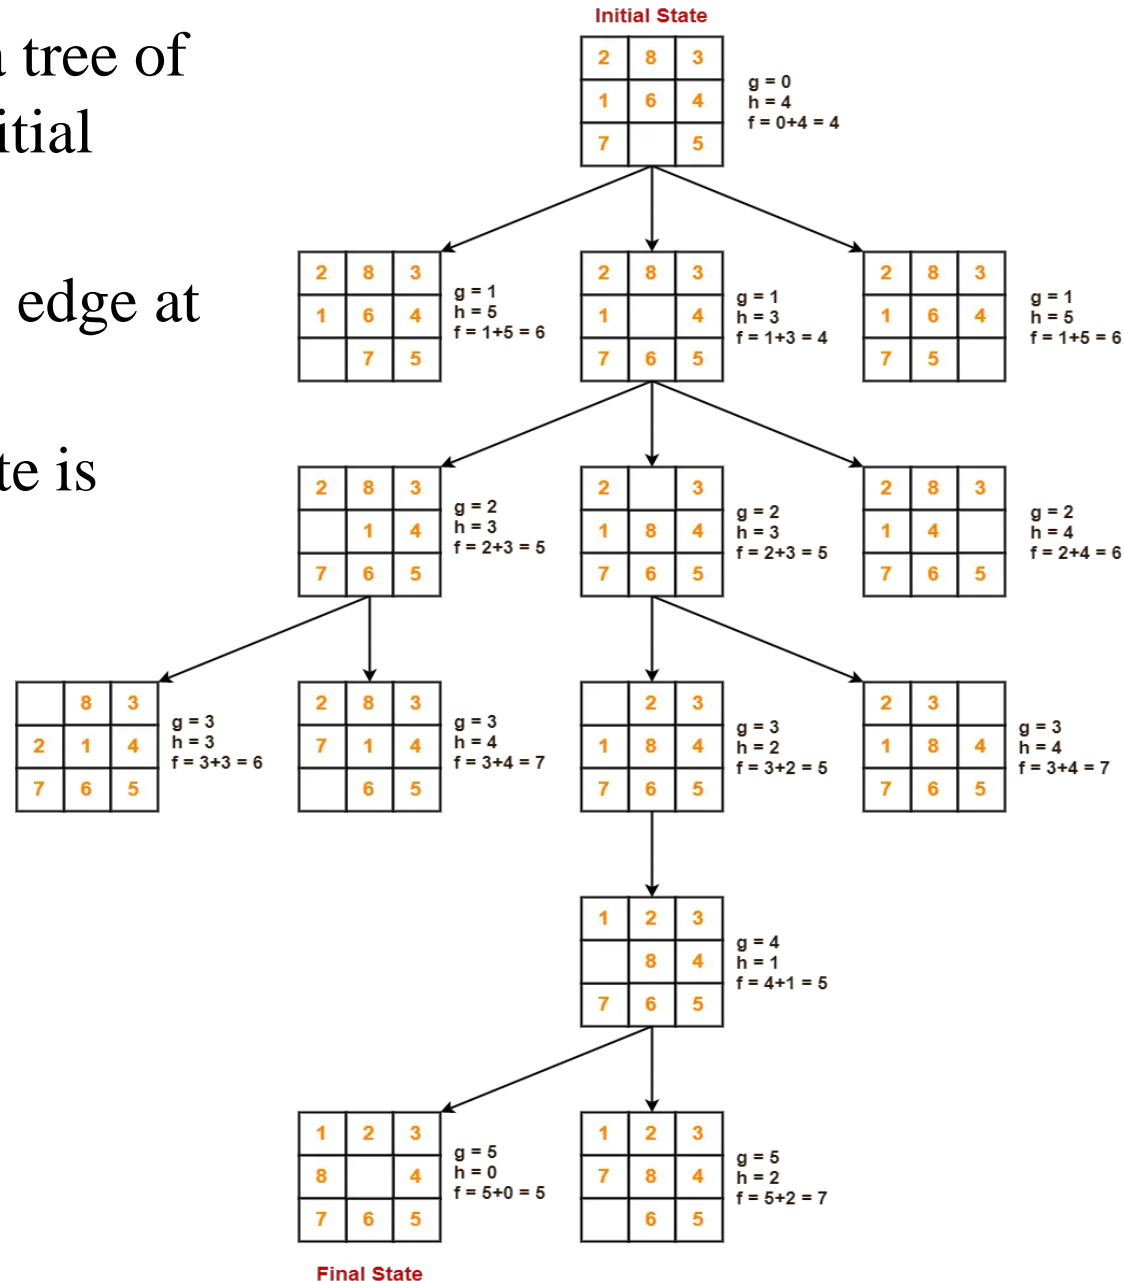 a tree of
itial
edge at
te is
Initial State
2 8 3
1 6 4
7 5
g = 0
h = 4
f = 0+4 = 4
2 8 3
1 6 4
7 5
g = 1
h = 5
f = 1+5 = 6
2 8 3
1 4
7 6 5
g = 1
h = 3
f = 1+3 = 4
2 8 3
1 6 4
7 5
g = 1
h = 5
f = 1+5 = 6
2 8 3
1 4
7 6 5
g = 2
h = 3
f = 2+3 = 5
2 3
1 8 4
7 6 5
g = 2
h = 3
f = 2+3 = 5
2 8 3
1 4
7 6 5
g = 2
h = 4
f = 2+4 = 6
8 3
2 1 4
7 6 5
g = 3
h = 3
f = 3+3 = 6
2 8 3
7 1 4
6 5
g = 3
h = 4
f = 3+4 = 7
2 3
1 8 4
7 6 5
g = 3
h = 2
f = 3+2 = 5
2 3
1 8 4
7 6 5
g = 3
h = 4
f = 3+4 = 7
1 2 3
8 4
7 6 5
g = 4
h = 1
f = 4+1 = 5
1 2 3
8 4
7 6 5
g = 5
h = 0
f = 5+0 = 5
1 2 3
7 8 4
6 5
g = 5
h = 2
f = 5+2 = 7
Final State